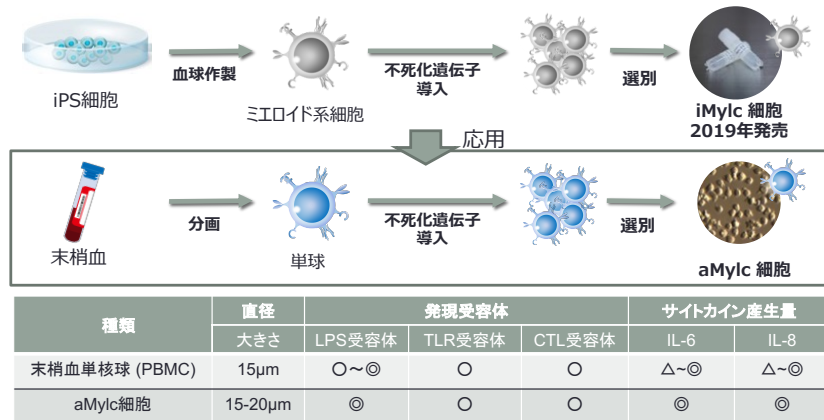 iPS細胞
血球作製
ミエロイド系細胞
不死化遺伝子
導入
選別
iMylc 細胞
2019年発売
応用
末梢血
分画
単球
不死化遺伝子
導入
選別
aMylc 細胞
種類 直径 発現受容体 サイトカイン産生量
大きさ LPS受容体 TLR受容体 CTL受容体 IL-6 IL-8
末梢血単核球 (PBMC) 15μm 〇～◎ 〇 〇 △~◎ △~◎
aMylc細胞 15-20μm ◎ 〇 〇 ◎ ◎